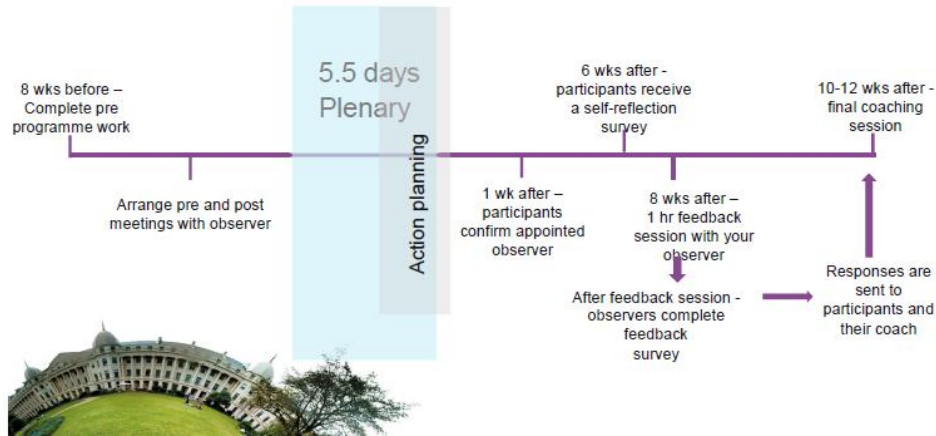 8 wks before –
Complete pre
programme work
Arrange pre and post
meetings with observer
5.5 days
Plenary
Action planning
1 wk after –
participants
confirm appointed
observer
6 wks after -
participants receive
a self-reflection
survey
8 wks after –
1 hr feedback
session with your
observer
After feedback session -
observers complete
feedback
survey
Responses are
sent to
participants and
their coach
10-12 wks after -
final coaching
session